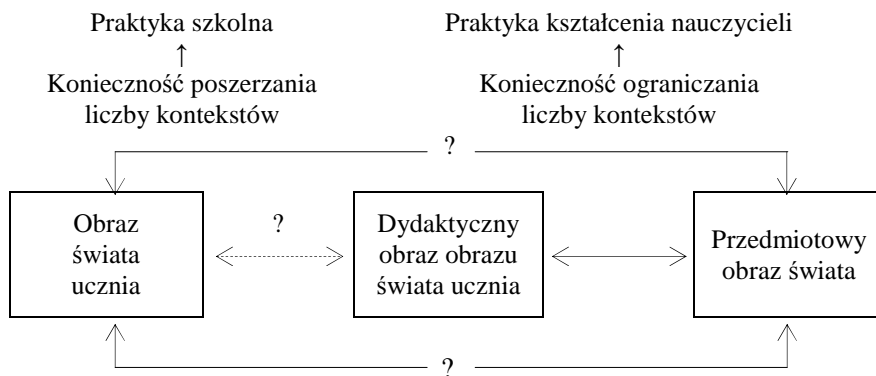 Praktyka szkolna
Praktyka kształcenia nauczycieli
↑
↑
Konieczność poszerzania
liczby kontekstów
Konieczność ograniczania
liczby kontekstów
?
Obraz
świata
ucznia
?
Dydaktyczny
obraz obrazu
świata ucznia
Przedmiotowy
obraz świata
?